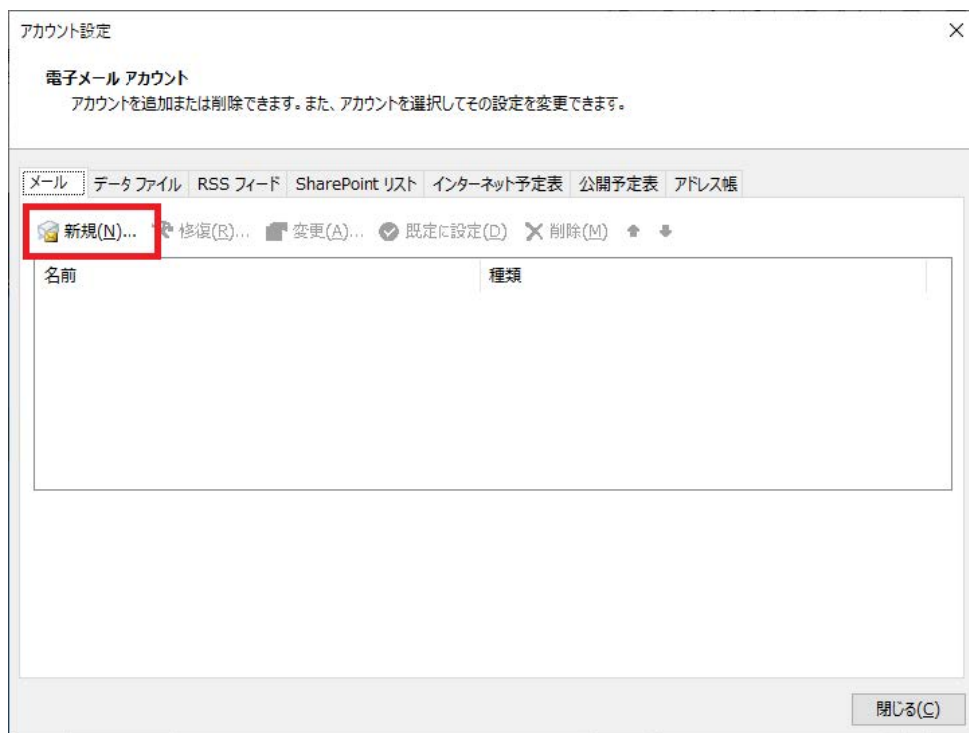 アカウント設定
電子メール アカウント
アカウントを追加または削除できます。また、アカウントを選択してその設定を変更できます。
メール データ ファイル RSS フィード SharePoint リスト インターネット予定表 公開予定表 アドレス帳
新規(N)... 修復(R)... 変更(A)... 既定に設定(D) 削除(M)
名前 種類
閉じる(C)